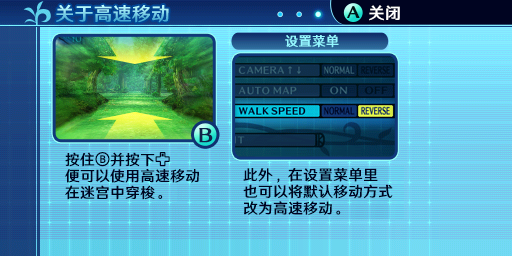 关于高速移动
A 关闭
B
按住Ⓑ并按下✚
便可以使用高速移动
在迷宫中穿梭。
设置菜单
CAMERA↑↓ NORMAL REVERSE
AUTO MAP ON OFF
WALK SPEED NORMAL REVERSE
此外，在设置菜单里
也可以将默认移动方式
改为高速移动。